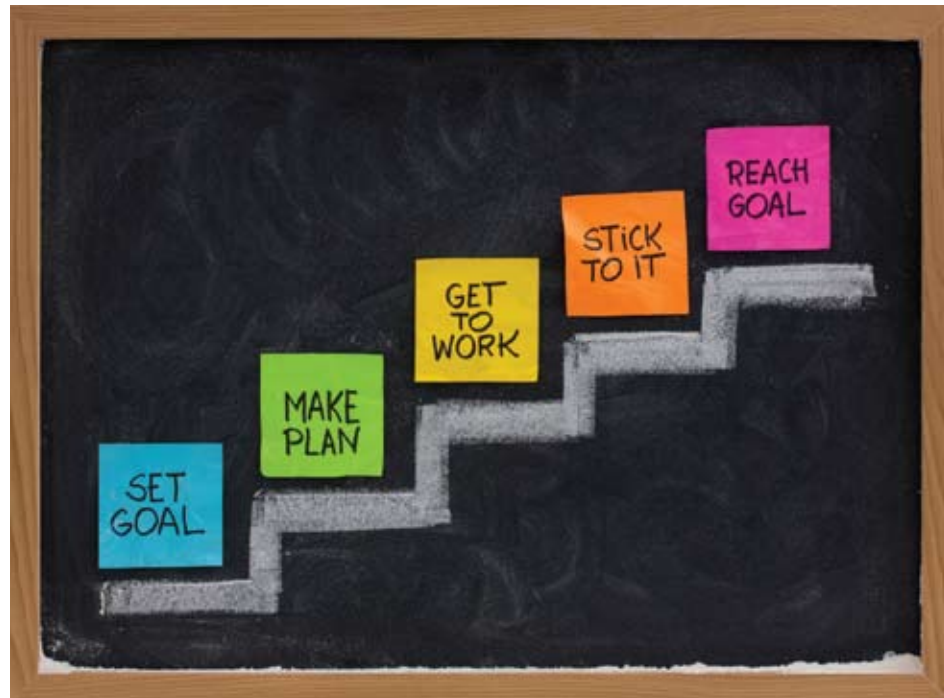 SET
GOAL
MAKE
PLAN
GET
TO
WORK
STiCK
TO IT
REACH
GOAL